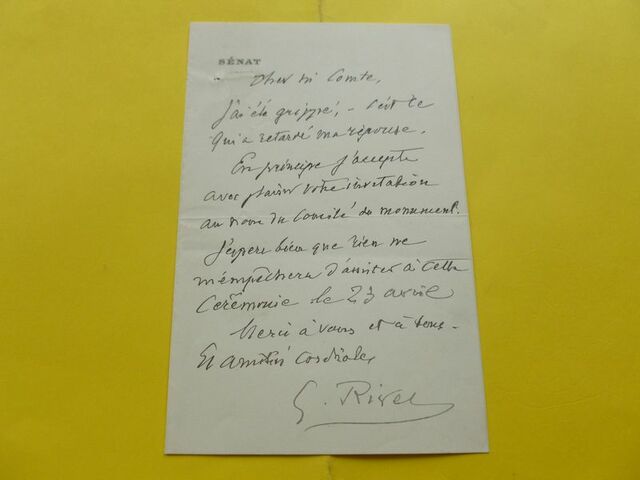 SÉNAT
Cher M. Comte,
J'ai été grippé, – c'est ce
qui a retardé ma réponse.
En principe j'accepte
avec plaisir votre invitation
au nom du Comité du monument.
J'espère bien que rien ne
m'empêchera d'assister à cette
Cérémonie le 23 avril
Merci à vous et à tous –
Et amitiés cordiales
G. Rivet